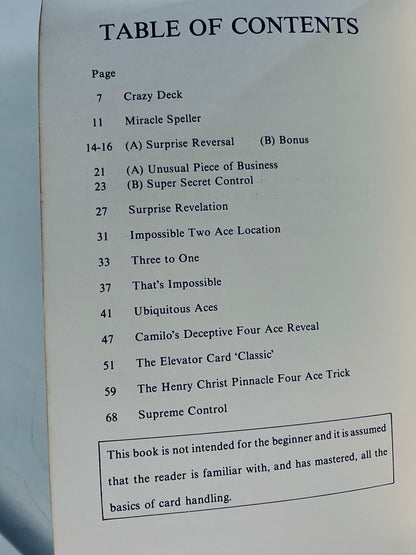 TABLE OF CONTENTS
Page
7 Crazy Deck
11 Miracle Speller
14-16 (A) Surprise Reversal (B) Bonus
21 (A) Unusual Piece of Business
23 (B) Super Secret Control
27 Surprise Revelation
31 Impossible Two Ace Location
33 Three to One
37 That's Impossible
41 Ubiquitous Aces
47 Camilo's Deceptive Four Ace Reveal
51 The Elevator Card ‘Classic’
59 The Henry Christ Pinnacle Four Ace Trick
68 Supreme Control
This book is not intended for the beginner and it is assumed
that the reader is familiar with, and has mastered, all the
basics of card handling.